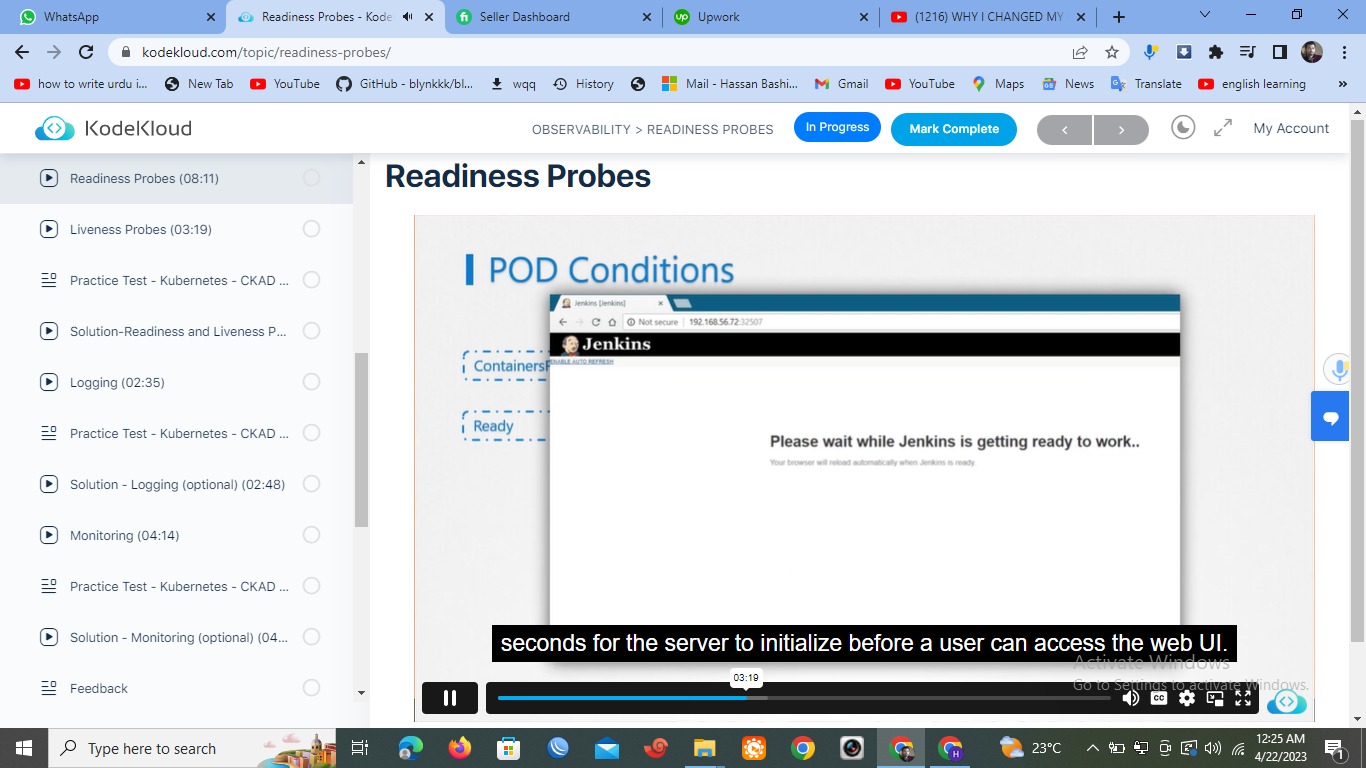 WhatsApp
Readiness Probes - Kode
Seller Dashboard
Upwork
(1216) WHY I CHANGED MY
kodekloud.com/topic/readiness-probes/
how to write urdu i...
New Tab
YouTube
GitHub - blynkkk/bl...
wqq
History
Mail - Hassan Bashi...
Gmail
YouTube
Maps
News
Translate
english learning
»
KodeKloud
OBSERVABILITY > READINESS PROBES
In Progress
Mark Complete
My Account
Readiness Probes (08:11)
Liveness Probes (03:19)
Practice Test - Kubernetes - CKAD ...
Solution-Readiness and Liveness P...
Logging (02:35)
Practice Test - Kubernetes - CKAD ...
Solution - Logging (optional) (02:48)
Monitoring (04:14)
Practice Test - Kubernetes - CKAD ...
Solution - Monitoring (optional) (04...
Feedback
Readiness Probes
POD Conditions
Jenkins [Jenkins]
Not secure 192.168.56.72:32507
Jenkins
ENABLE AUTO REFRESH
Containers
Ready
Please wait while Jenkins is getting ready to work..
Your browser will reload automatically when Jenkins is ready.
seconds for the server to initialize before a user can access the web UI.
03:19
CC
Activate Windows
Go to Settings to activate Windows.
Type here to search
H
23°C
12:25 AM
4/22/2023
1